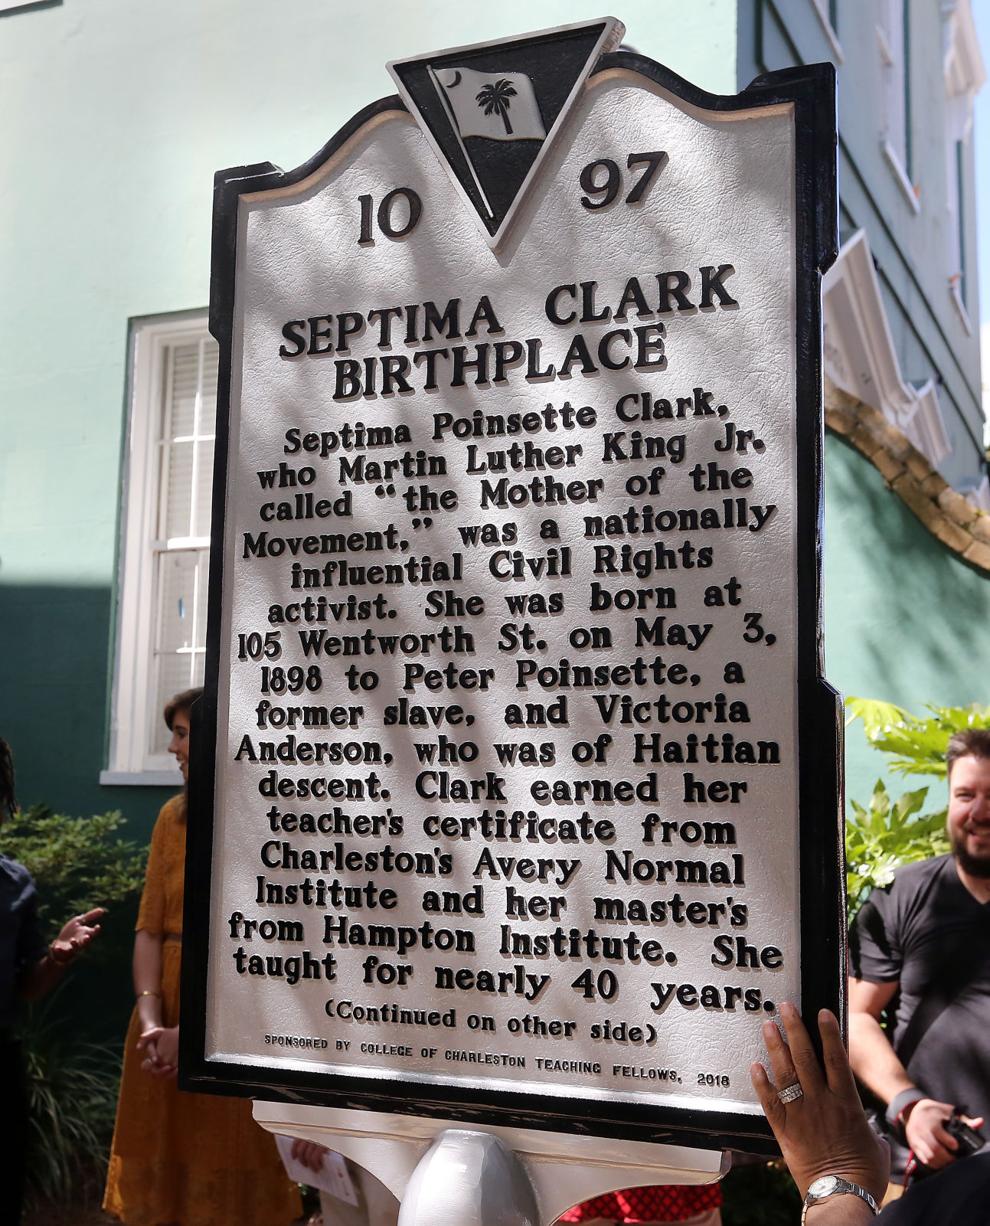 10 97
SEPTIMA CLARK
BIRTHPLACE
Septima Poinsette Clark,
who Martin Luther King Jr.
called “the Mother of the
Movement,” was a nationally
influential Civil Rights
activist. She was born at
105 Wentworth St. on May 3,
1898 to Peter Poinsette, a
former slave, and Victoria
Anderson, who was of Haitian
descent. Clark earned her
teacher's certificate from
Charleston's Avery Normal
Institute and her master's
from Hampton Institute. She
taught for nearly 40 years.
(Continued on other side)
SPONSORED BY COLLEGE OF CHARLESTON TEACHING FELLOWS, 2018